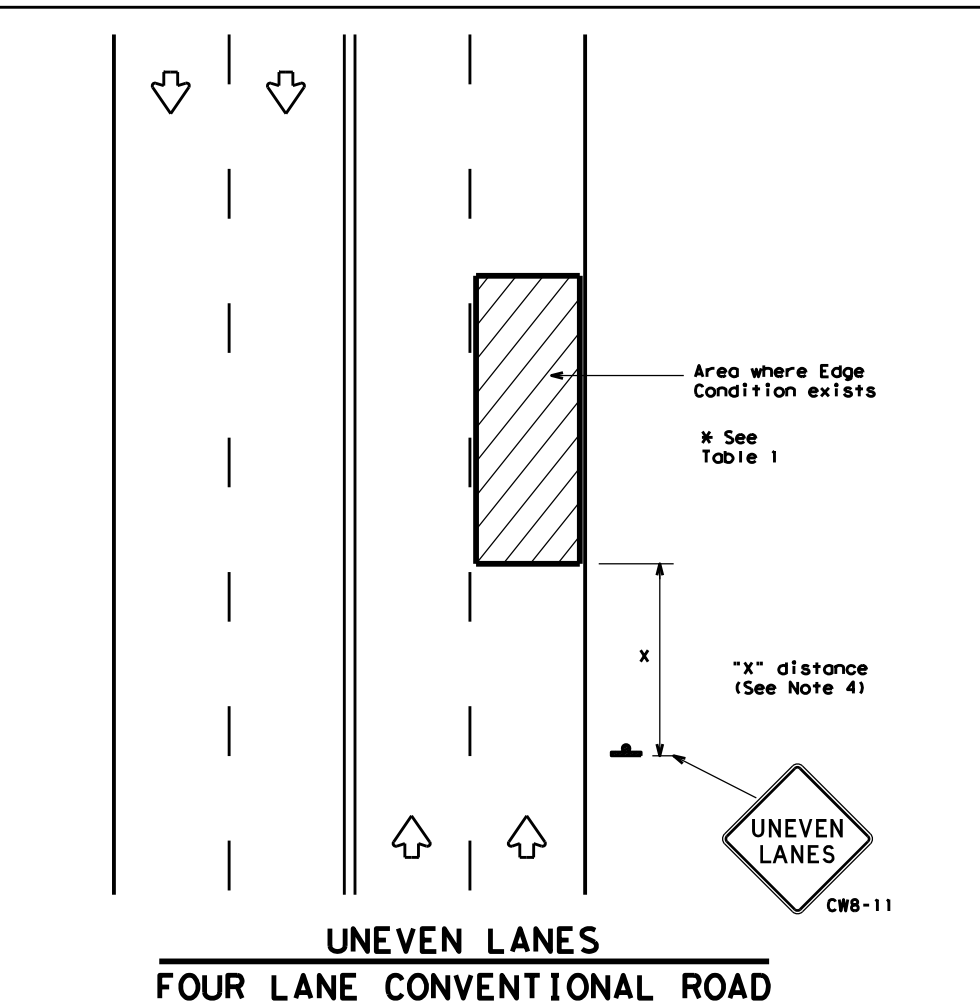 Area where Edge
Condition exists
* See
Table 1
X
"X" distance
(See Note 4)
UNEVEN
LANES
CW8-11
UNEVEN LANES
FOUR LANE CONVENTIONAL ROAD